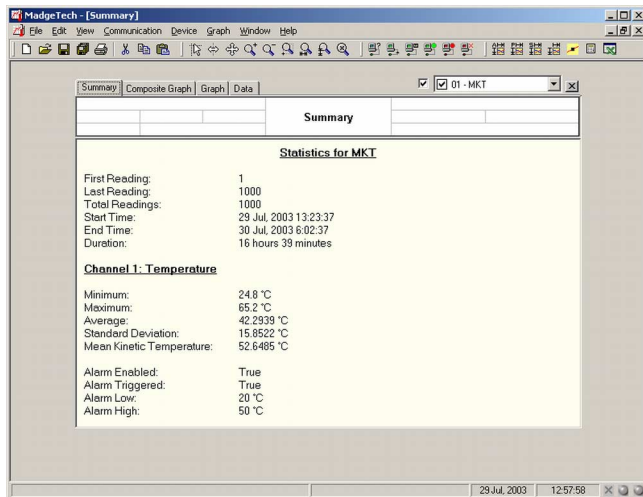 MadgeTech - [Summary]
File Edit View Communication Device Graph Window Help
Summary Composite Graph Graph Data
01 - MKT
Summary
Statistics for MKT
First Reading: 1
Last Reading: 1000
Total Readings: 1000
Start Time: 29 Jul, 2003 13:23:37
End Time: 30 Jul, 2003 6:02:37
Duration: 16 hours 39 minutes
Channel 1: Temperature
Minimum: 24.8 °C
Maximum: 65.2 °C
Average: 42.2939 °C
Standard Deviation: 15.8522 °C
Mean Kinetic Temperature: 52.6485 °C
Alarm Enabled: True
Alarm Triggered: True
Alarm Low: 20 °C
Alarm High: 50 °C
29 Jul, 2003 12:57:58